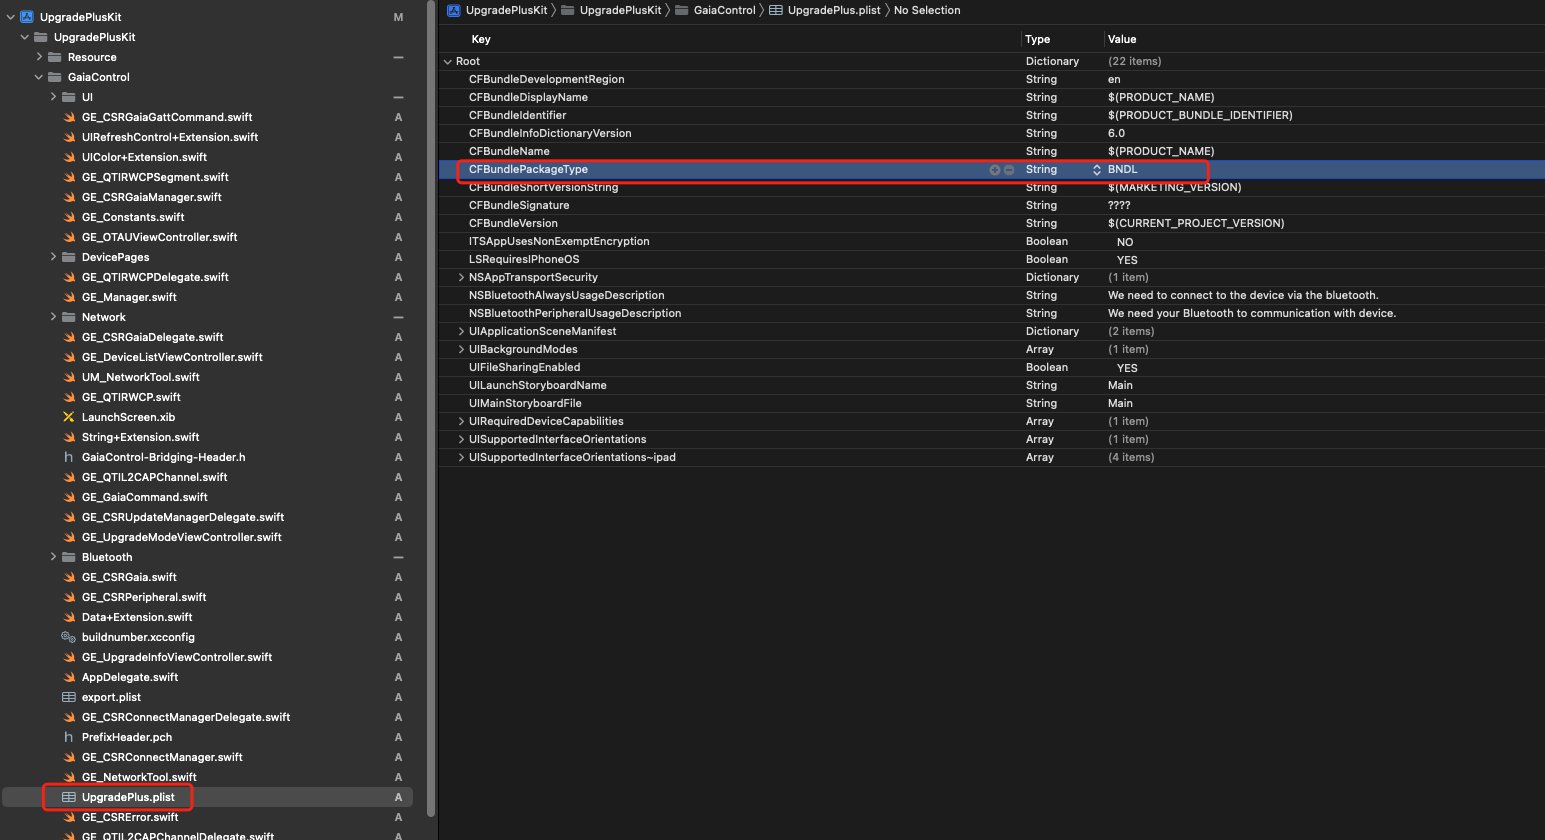 UpgradePlusKit M
UpgradePlusKit
Resource
GaiaControl
UI
GE_CSRGaiaGattCommand.swift A
UIRefreshControl+Extension.swift A
UIColor+Extension.swift A
GE_QTIRWCPSegment.swift A
GE_CSRGaiaManager.swift A
GE_Constants.swift A
GE_OTAUViewController.swift A
DevicePages
GE_QTIRWCPDelegate.swift A
GE_Manager.swift A
Network
GE_CSRGaiaDelegate.swift A
GE_DeviceListViewController.swift A
UM_NetworkTool.swift A
GE_QTIRWCP.swift A
LaunchScreen.xib A
String+Extension.swift A
h GaiaControl-Bridging-Header.h A
GE_QTIL2CAPChannel.swift A
GE_GaiaCommand.swift A
GE_CSRUpdateManagerDelegate.swift A
GE_UpgradeModeViewController.swift A
Bluetooth
GE_CSRGaia.swift A
GE_CSRPeripheral.swift A
Data+Extension.swift A
buildnumber.xcconfig A
GE_UpgradeInfoViewController.swift A
AppDelegate.swift A
export.plist A
GE_CSRConnectManagerDelegate.swift A
h PrefixHeader.pch A
GE_CSRConnectManager.swift A
GE_NetworkTool.swift A
UpgradePlus.plist A
GE_CSRError.swift A
GE_QTIL2CAPChannelDelegate.swift A
UpgradePlusKit UpgradePlusKit GaiaControl UpgradePlus.plist No Selection
Key Type Value
Root Dictionary (22 items)
CFBundleDevelopmentRegion String en
CFBundleDisplayName String $(PRODUCT_NAME)
CFBundleIdentifier String $(PRODUCT_BUNDLE_IDENTIFIER)
CFBundleInfoDictionaryVersion String 6.0
CFBundleName String $(PRODUCT_NAME)
CFBundlePackageType String BNDL
CFBundleShortVersionString String $(MARKETING_VERSION)
CFBundleSignature String ????
CFBundleVersion String $(CURRENT_PROJECT_VERSION)
ITSAppUsesNonExemptEncryption Boolean NO
LSRequiresIPhoneOS Boolean YES
NSAppTransportSecurity Dictionary (1 item)
NSBluetoothAlwaysUsageDescription String We need to connect to the device via the bluetooth.
NSBluetoothPeripheralUsageDescription String We need your Bluetooth to communication with device.
UIApplicationSceneManifest Dictionary (2 items)
UIBackgroundModes Array (1 item)
UIFileSharingEnabled Boolean YES
UILaunchStoryboardName String Main
UIMainStoryboardFile String Main
UIRequiredDeviceCapabilities Array (1 item)
UISupportedInterfaceOrientations Array (1 item)
UISupportedInterfaceOrientations~ipad Array (4 items)